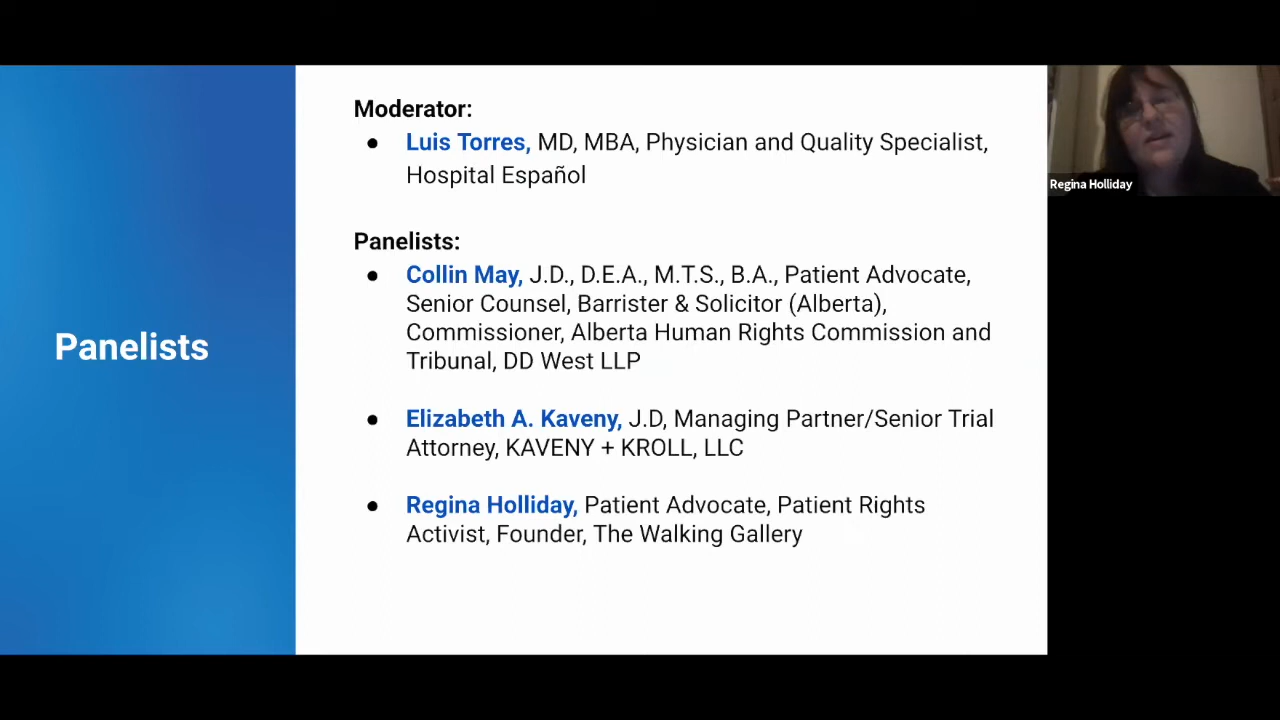 Panelists
Moderator:
● Luis Torres, MD, MBA, Physician and Quality Specialist,
Hospital Español
Panelists:
● Collin May, J.D., D.E.A., M.T.S., B.A., Patient Advocate,
Senior Counsel, Barrister & Solicitor (Alberta),
Commissioner, Alberta Human Rights Commission and
Tribunal, DD West LLP
● Elizabeth A. Kaveny, J.D, Managing Partner/Senior Trial
Attorney, KAVENY + KROLL, LLC
● Regina Holliday, Patient Advocate, Patient Rights
Activist, Founder, The Walking Gallery
Regina Holliday